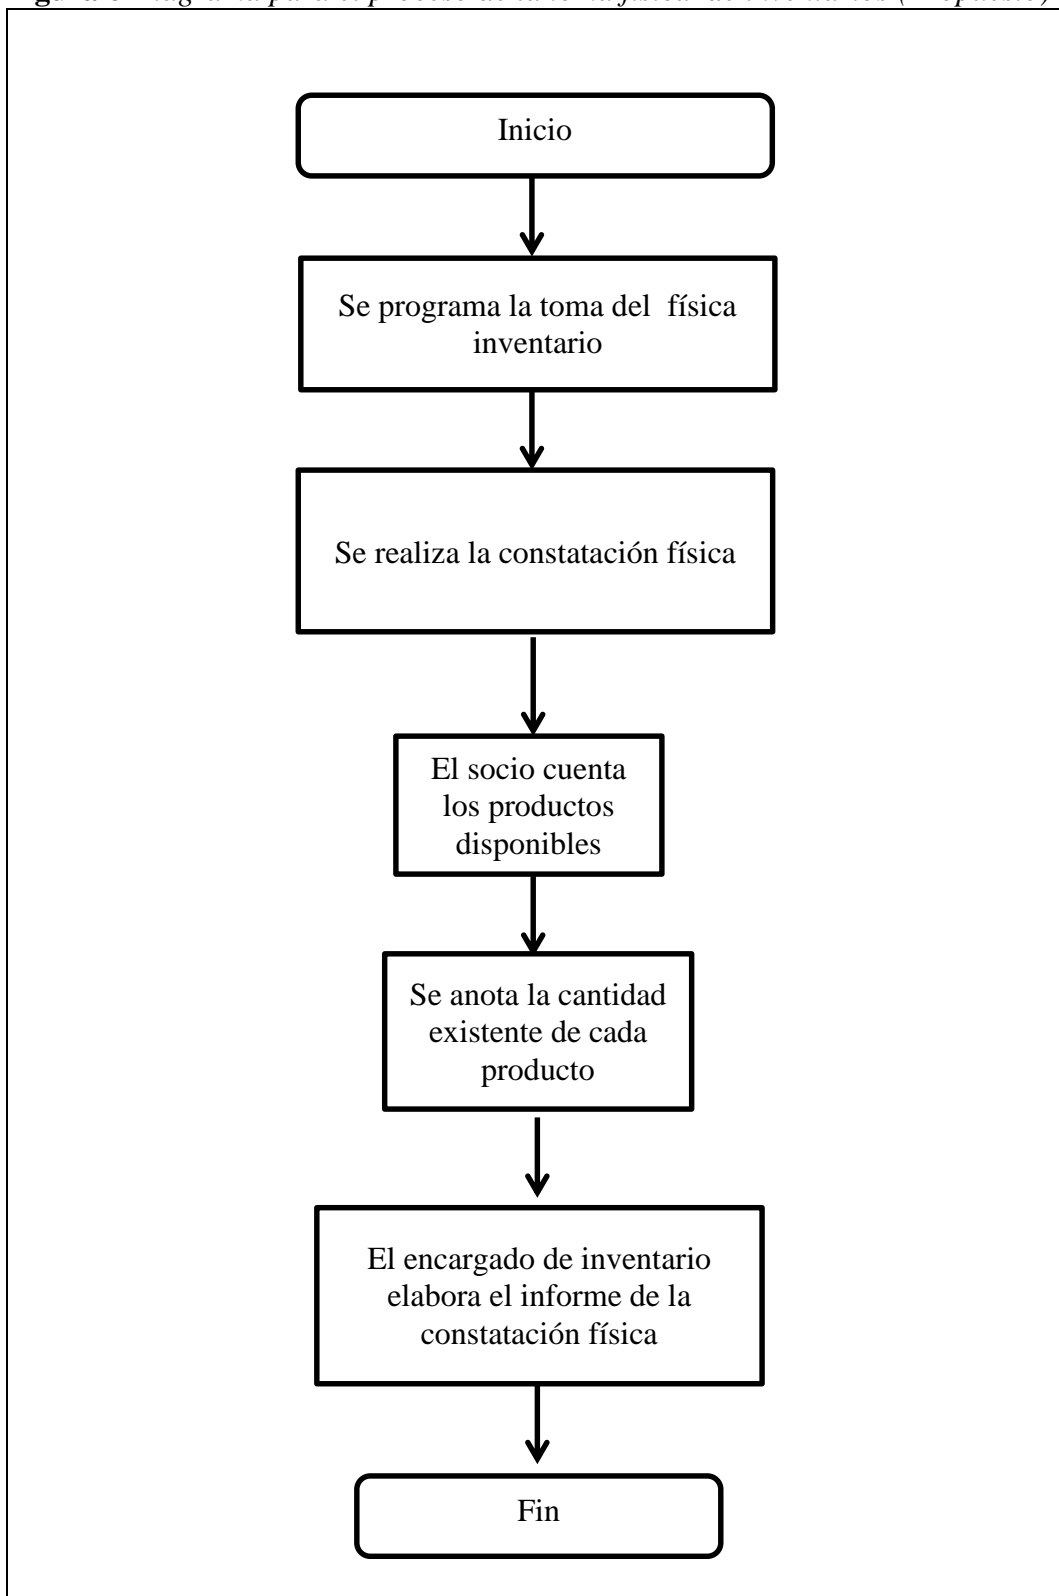 Inicio
Se programa la toma del  física
inventario
Se realiza la constatación física
El socio cuenta
los productos
disponibles
Se anota la cantidad
existente de cada
producto
El encargado de inventario
elabora el informe de la
constatación física
Fin